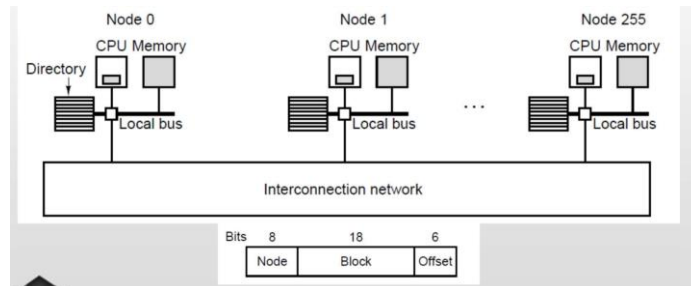 Node 0 Node 1 Node 255
CPU Memory CPU Memory CPU Memory
Directory
...
Local bus Local bus Local bus
Interconnection network
Bits 8 18 6
Node Block Offset